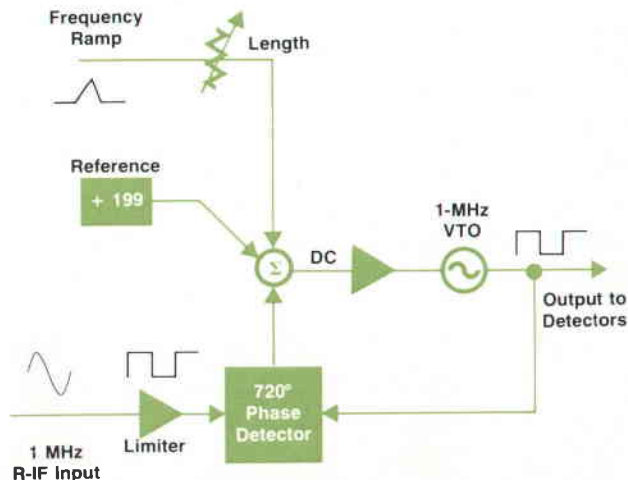 Frequency
Ramp
Length
Reference
+ 199
1-MHz
VTO
Σ
DC
Output to
Detectors
720°
Phase
Detector
Limiter
1 MHz
R-IF Input